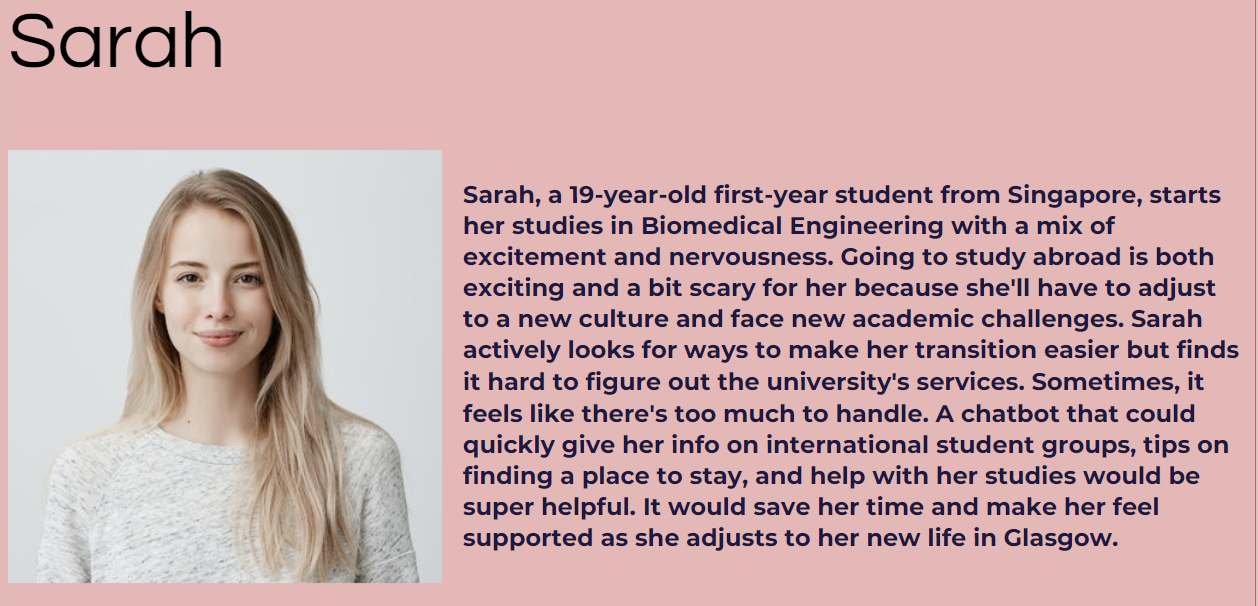 Sarah
Sarah, a 19-year-old first-year student from Singapore, starts
her studies in Biomedical Engineering with a mix of
excitement and nervousness. Going to study abroad is both
exciting and a bit scary for her because she'll have to adjust
to a new culture and face new academic challenges. Sarah
actively looks for ways to make her transition easier but finds
it hard to figure out the university's services. Sometimes, it
feels like there's too much to handle. A chatbot that could
quickly give her info on international student groups, tips on
finding a place to stay, and help with her studies would be
super helpful. It would save her time and make her feel
supported as she adjusts to her new life in Glasgow.